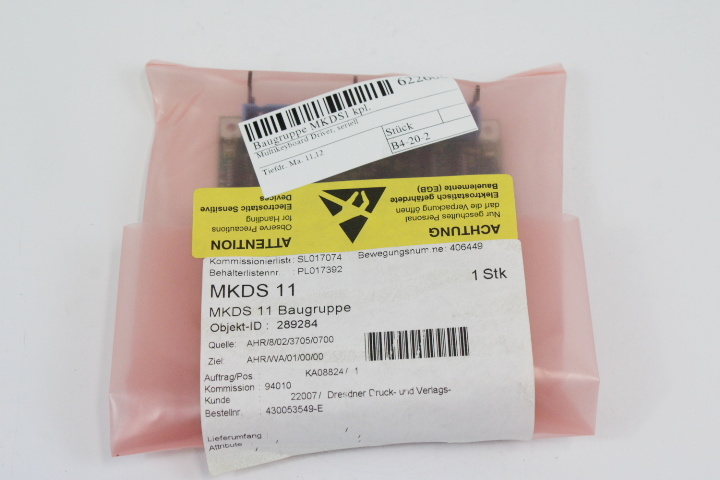 Baugruppe MKDS1 kpl.
Multikeyboard Driver, seriell
Tiefdr. Ma. 11,12
Stück
B4-20-2
ACHTUNG
Nur geschultes Personal
darf die Verpackung öffnen
Elektrostatisch gefährdete
Bauelemente (EGB)
ATTENTION
Observe Precautions
for Handling
Electrostatic Sensitive
Devices
Kommissionierliste: SL017074 Bewegungsnummer: 406449
Behälterlistennr.: PL017392
MKDS 11 1 Stk
MKDS 11 Baugruppe
Objekt-ID : 289284
Quelle: AHR/8/02/3705/0700
Ziel: AHR/WA/01/00/00
Auftrag/Pos. KA08824 / 1
Kommission : 94010
Kunde 22007 / Dresdner Druck- und Verlags-
Bestellnr. : 430053549-E
Lieferumfang :
Attribute :